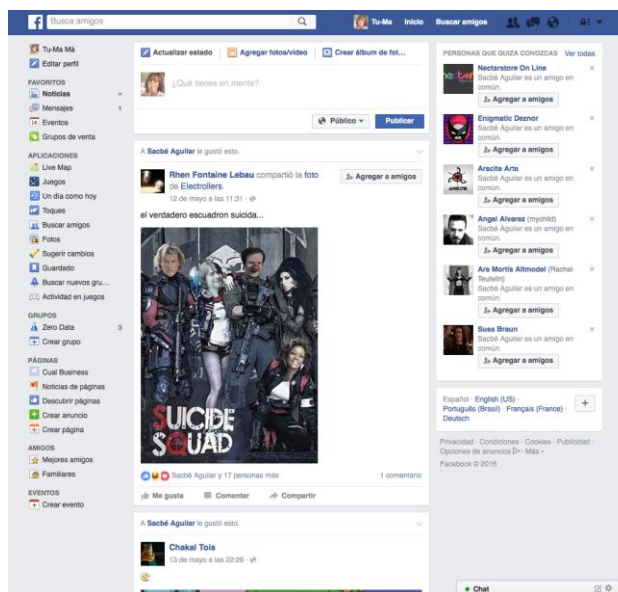 Busca amigos
Tu-Ma
Inicio
Buscar amigos
Tu-Ma Má
Editar perfil
FAVORITOS
Noticias
Mensajes 1
Eventos
Grupos de venta
APLICACIONES
Live Map
Juegos
Un día como hoy
Toques
Buscar amigos
Fotos
Sugerir cambios
Guardado
Buscar nuevos gru...
Actividad en juegos
GRUPOS
Zero Data 3
Crear grupo
PÁGINAS
Cual Business
Noticias de páginas
Descubrir páginas
Crear anuncio
Crear página
AMIGOS
Mejores amigos
Familiares
EVENTOS
Crear evento
Actualizar estado
Agregar fotos/video
Crear álbum de fot...
¿Qué tienes en mente?
Público
Publicar
A Sacbé Aguilar le gustó esto.
Rhen Fontaine Lebau compartió la foto
de Electrollers.
12 de mayo a las 11:31 ·
Agregar a amigos
el verdadero escuadron suicida...
SUICIDE
SQUAD
Sacbé Aguilar y 17 personas más
1 comentario
Me gusta
Comentar
Compartir
A Sacbé Aguilar le gustó esto.
Chakal Tois
13 de mayo a las 22:26 ·
PERSONAS QUE QUIZÁ CONOZCAS
Ver todas
Nectarstore On Line
Sacbé Aguilar es un amigo en
común.
Agregar a amigos
Enigmatic Deznor
Sacbé Aguilar es un amigo en
común.
Agregar a amigos
Arscite Arte
Sacbé Aguilar es un amigo en
común.
Agregar a amigos
Angel Alvarez (mychild)
Sacbé Aguilar es un amigo en
común.
Agregar a amigos
Ars Mortis Altmodel (Rachel
Teufelin)
Sacbé Aguilar es un amigo en
común.
Agregar a amigos
Suss Braun
Sacbé Aguilar es un amigo en
común.
Agregar a amigos
Español · English (US) ·
Português (Brasil) · Français (France) ·
Deutsch
Privacidad · Condiciones · Cookies · Publicidad ·
Opciones de anuncios · Más
Facebook © 2016
Chat